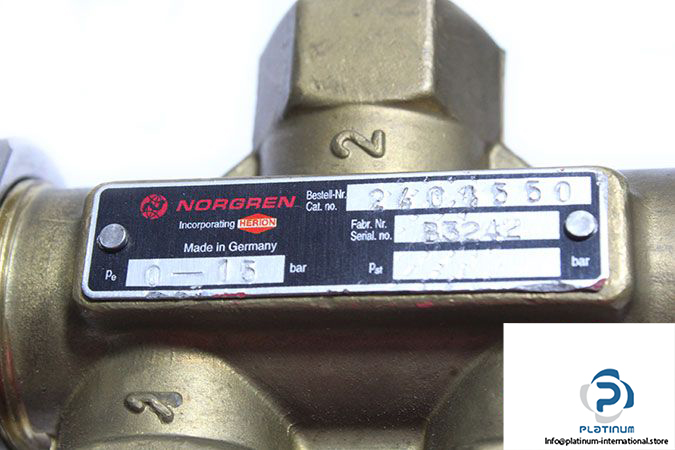 2
NORGREN
Incorporating HERION
Made in Germany
Bestell-Nr.
Cat. no.
Fabr. Nr.
Serial. no. B3242
pe 0 — 16 bar
pst bar
PLATINUM
Info@platinum-international.store